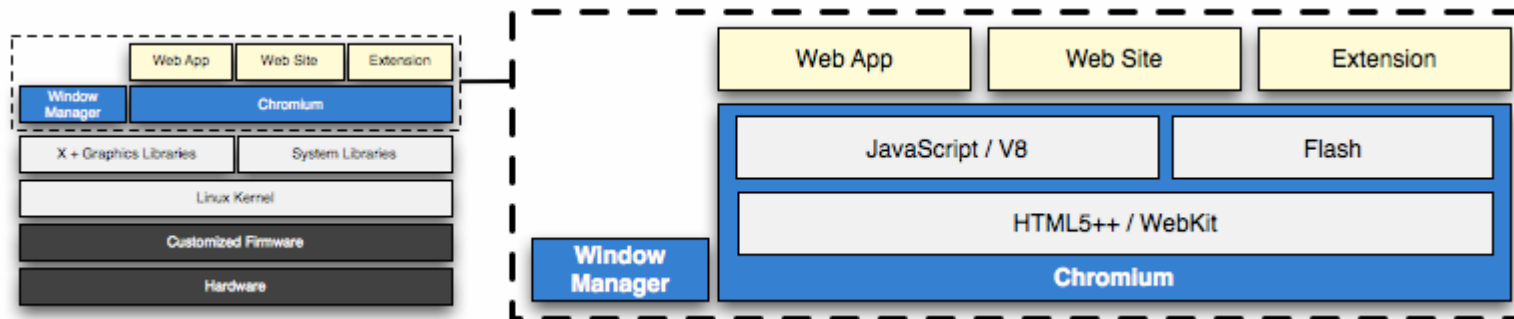 Web App
Web Site
Extension
Window
Manager
Chromium
X + Graphics Libraries
System Libraries
Linux Kernel
Customized Firmware
Hardware
Web App
Web Site
Extension
JavaScript / V8
Flash
HTML5++ / WebKit
Window
Manager
Chromium